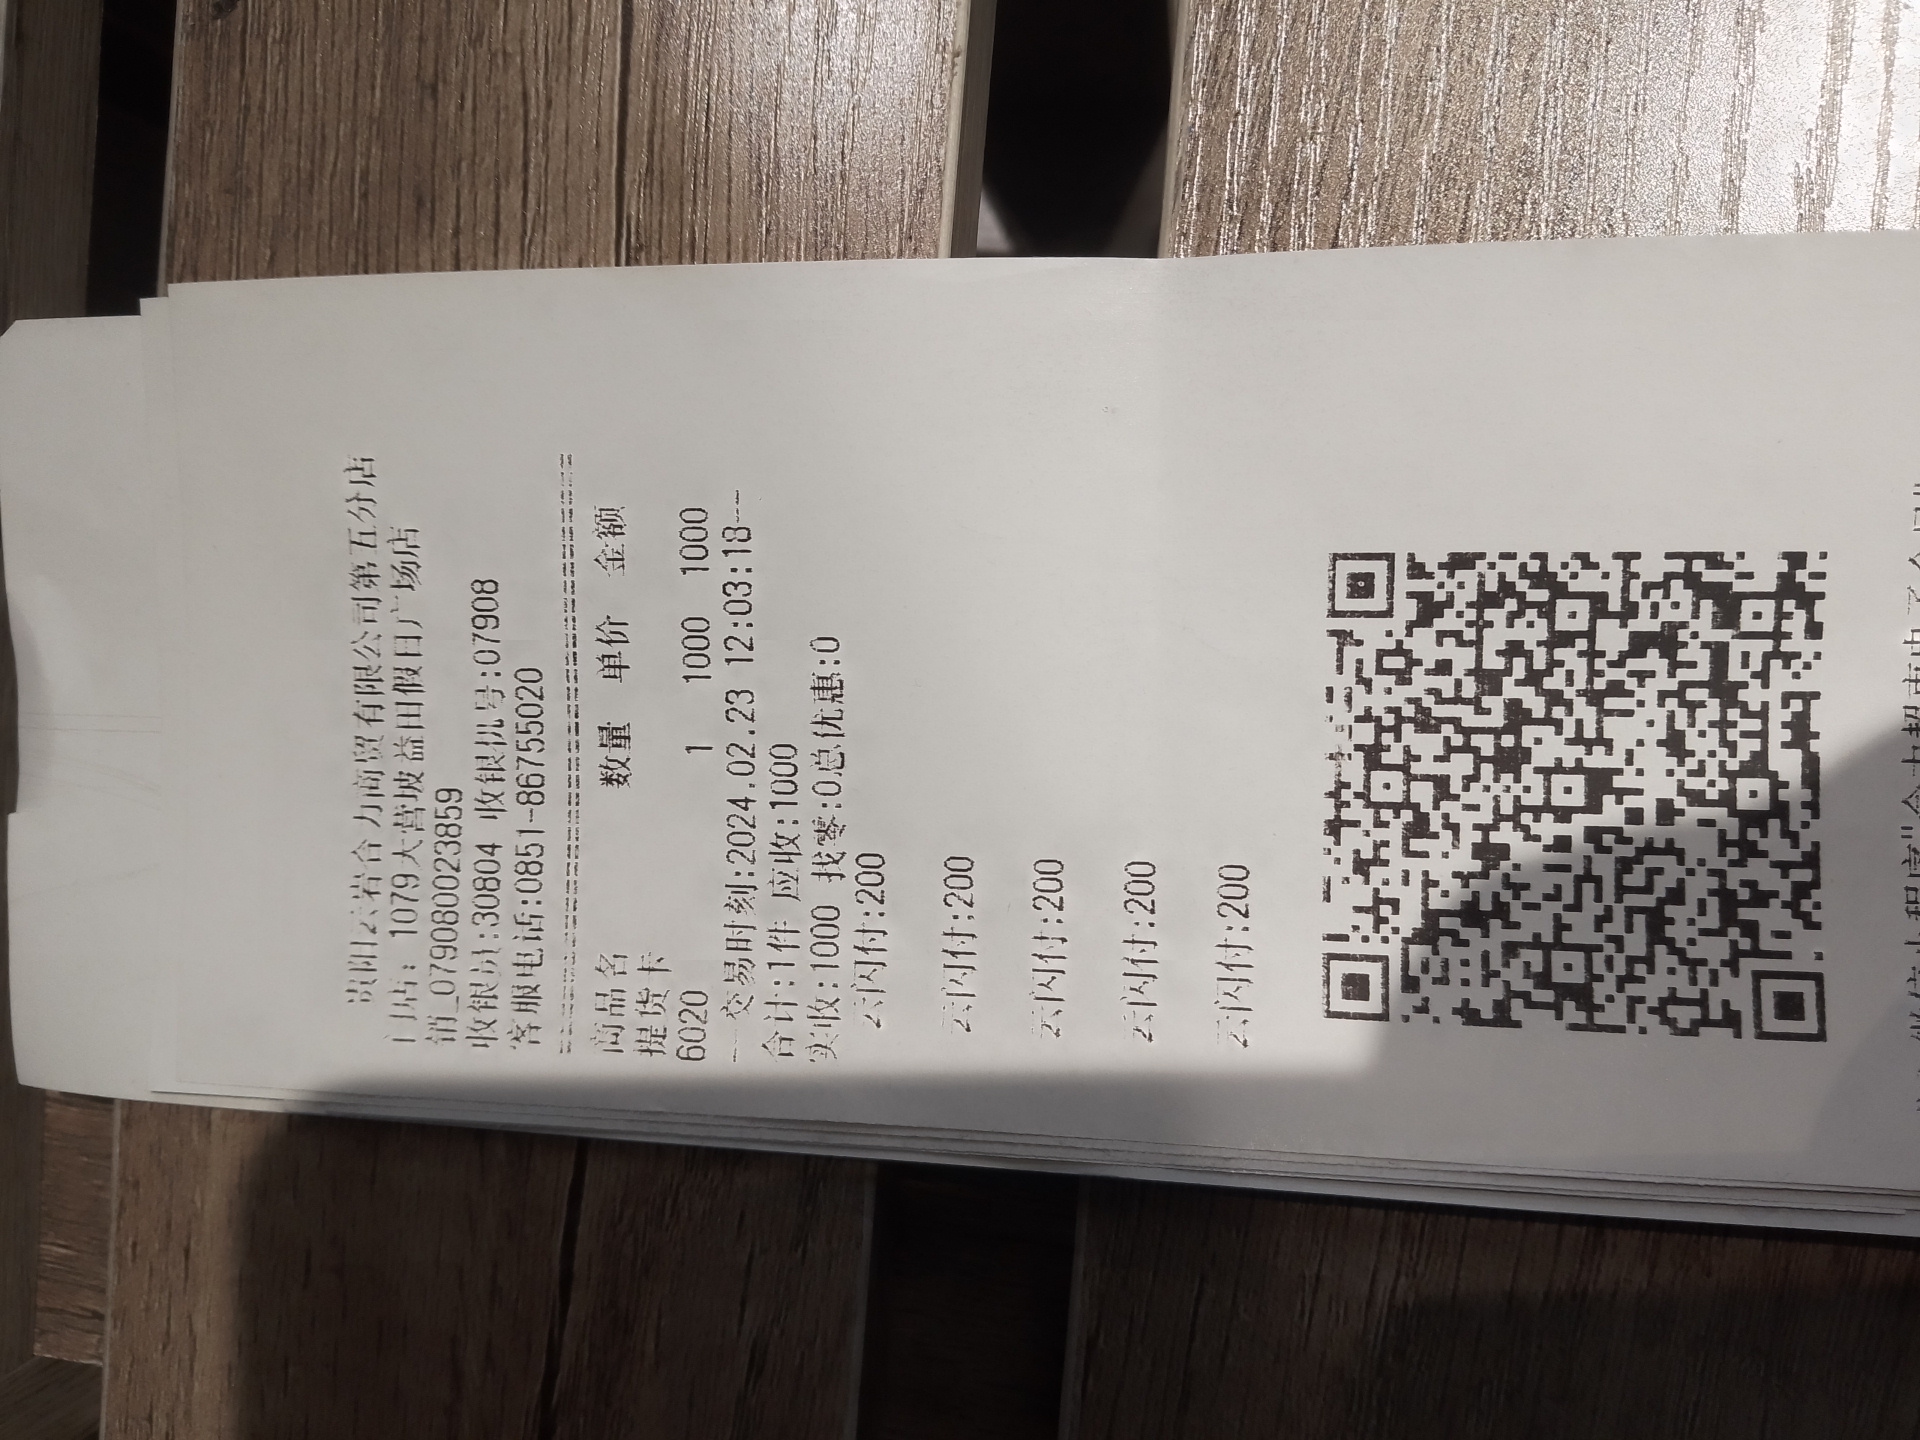 贵阳云岩合力商贸有限公司第五分店
门店: 1079大营坡益田假日广场店
销_079080023859
收银员:30804 收银机号:07908
客服电话:0851-86755020
商品名 数量 单价 金额
提货卡
6020 1 1000 1000
---交易时刻:2024.02.23 12:03:18---
合计:1件 应收:1000
实收:1000 找零:0总优惠:0
云闪付:200
云闪付:200
云闪付:200
云闪付:200
云闪付:200